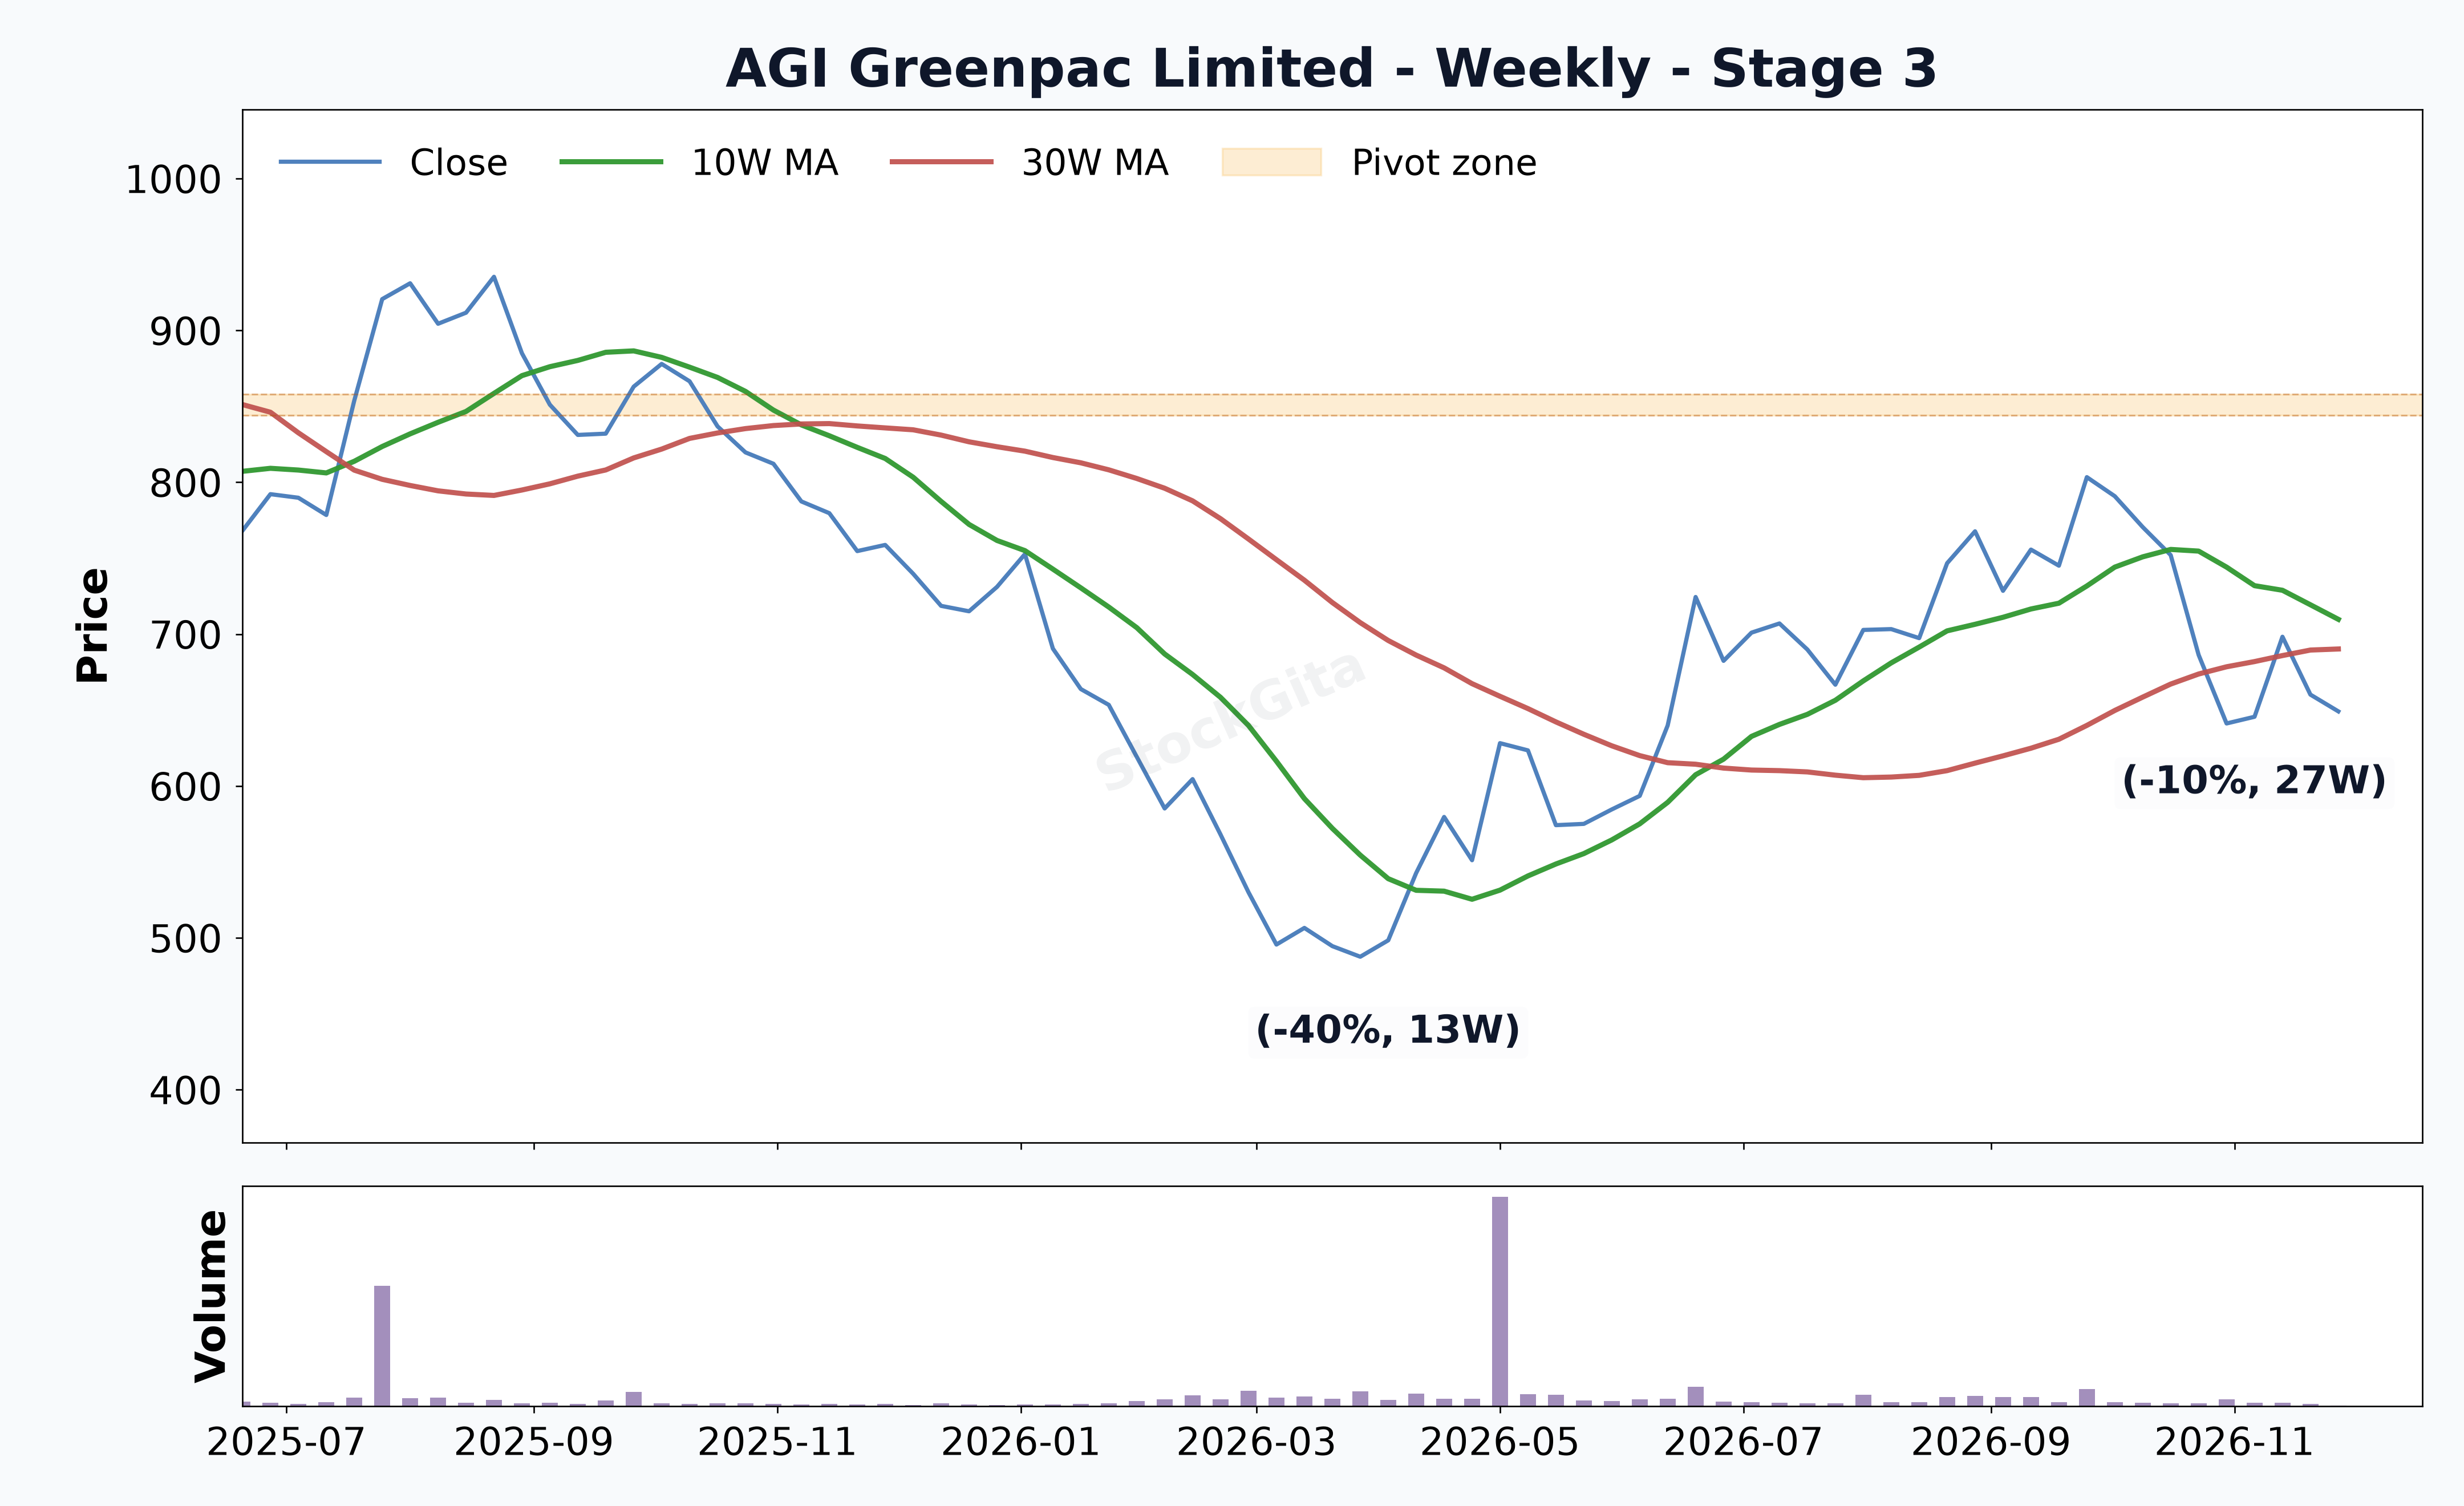 AGI Greenpac Limited - Weekly - Stage 3
Close
10W MA
30W MA
Pivot zone
1000
900
800
700
600
500
400
Price
StockGita
(-10%, 27W)
(-40%, 13W)
Volume
2025-07
2025-09
2025-11
2026-01
2026-03
2026-05
2026-07
2026-09
2026-11